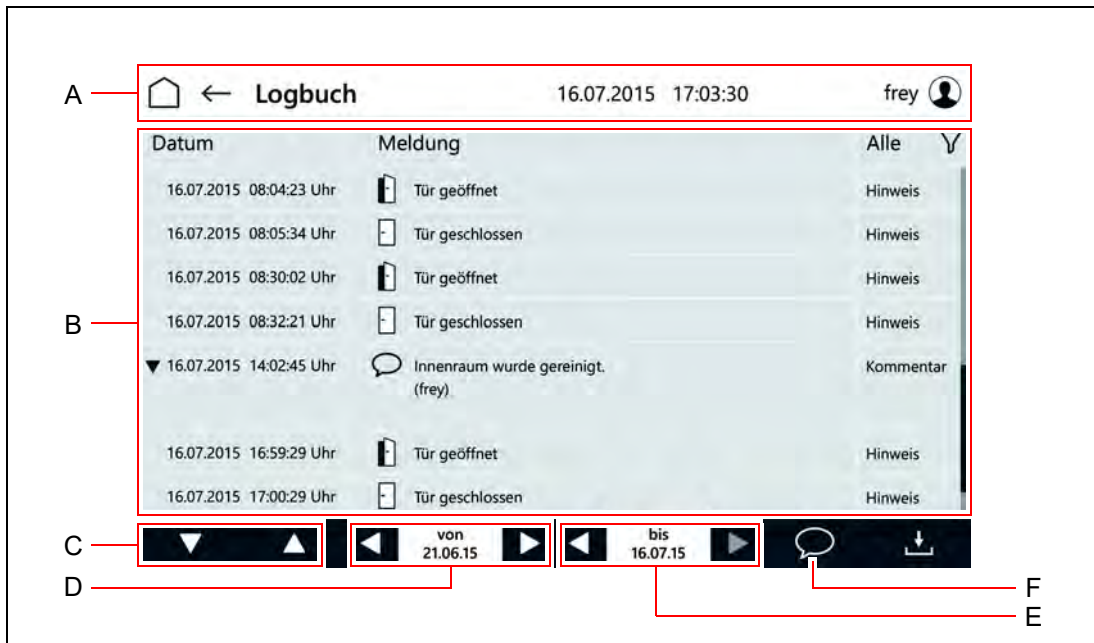 A
Logbuch 16.07.2015 17:03:30 frey
Datum Meldung Alle
16.07.2015 08:04:23 Uhr Tür geöffnet Hinweis
16.07.2015 08:05:34 Uhr Tür geschlossen Hinweis
16.07.2015 08:30:02 Uhr Tür geöffnet Hinweis
B
16.07.2015 08:32:21 Uhr Tür geschlossen Hinweis
16.07.2015 14:02:45 Uhr Innenraum wurde gereinigt. Kommentar
(frey)
16.07.2015 16:59:29 Uhr Tür geöffnet Hinweis
16.07.2015 17:00:29 Uhr Tür geschlossen Hinweis
C
von
21.06.15
bis
16.07.15
D
F
E